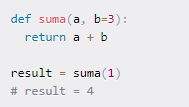 def suma(a, b=3):
  return a + b

result = suma(1)
# result = 4